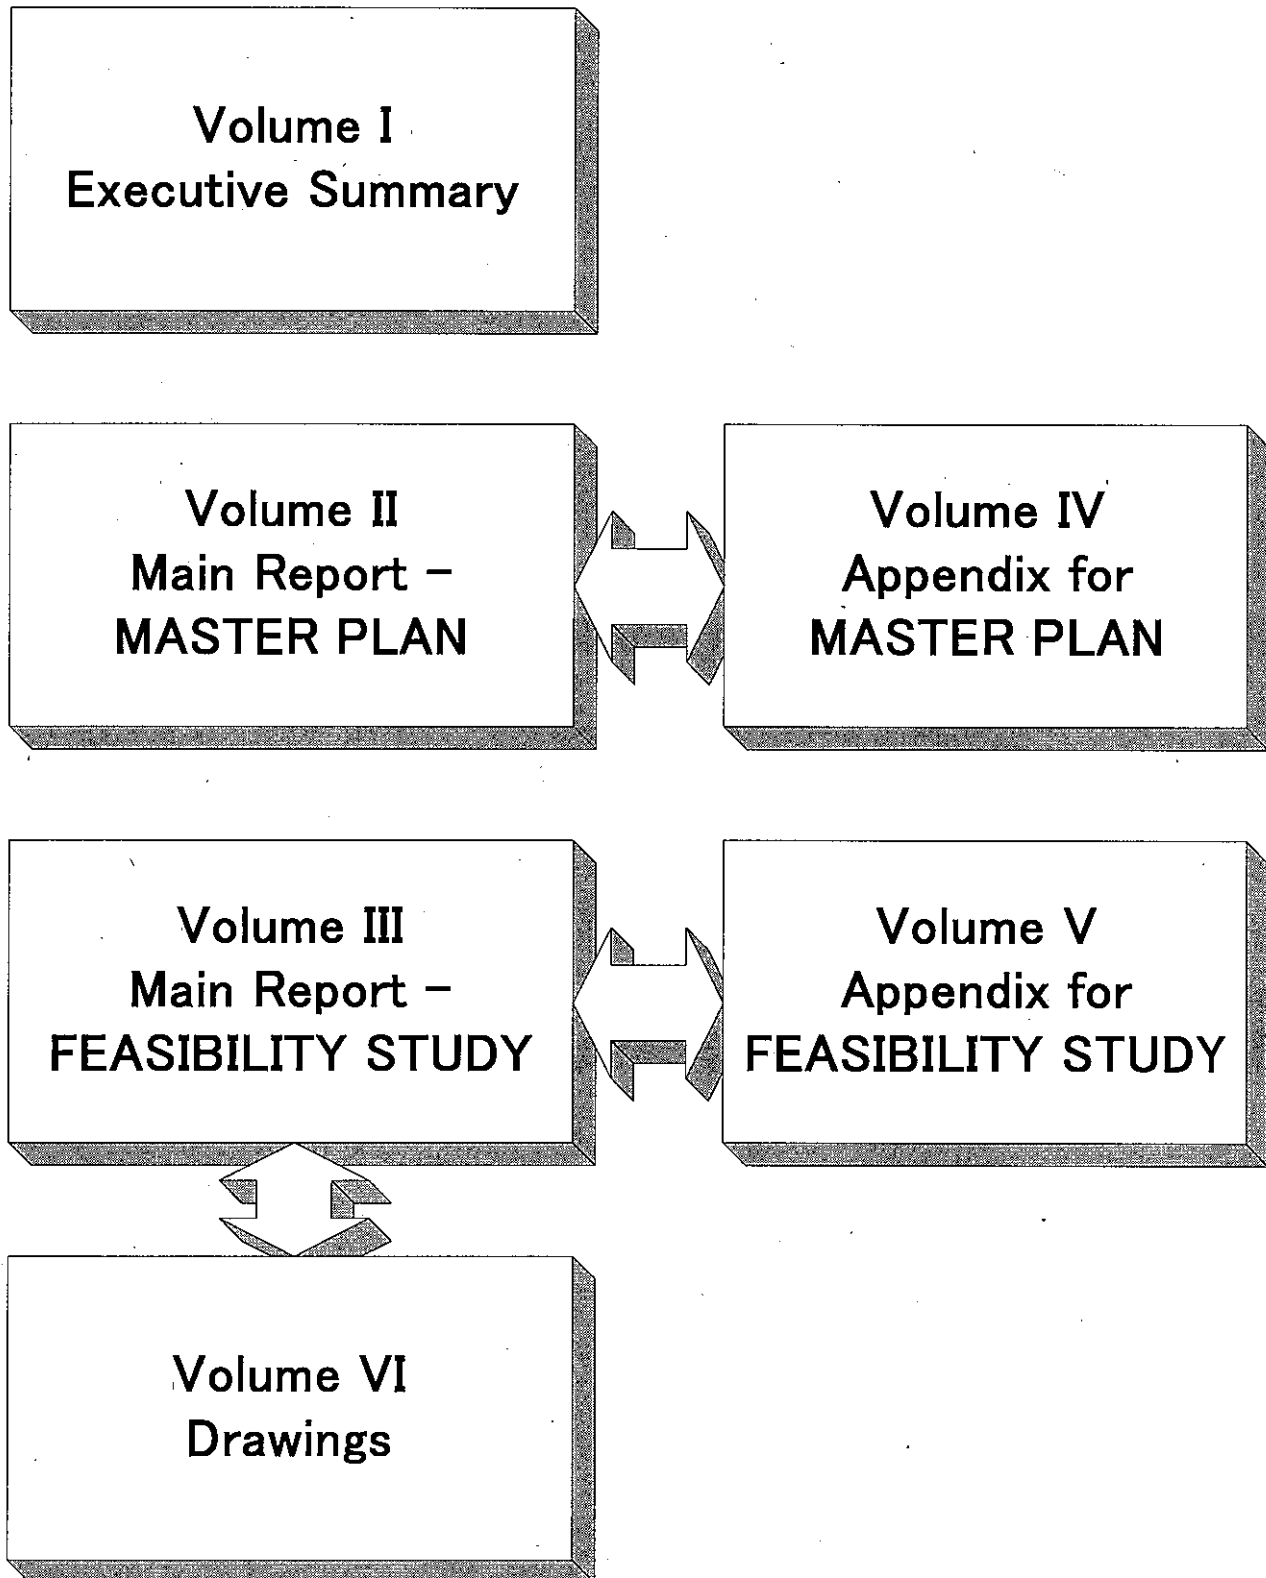 Volume I
Executive Summary
Volume II
Main Report –
MASTER PLAN
Volume IV
Appendix for
MASTER PLAN
Volume III
Main Report –
FEASIBILITY STUDY
Volume V
Appendix for
FEASIBILITY STUDY
Volume VI
Drawings